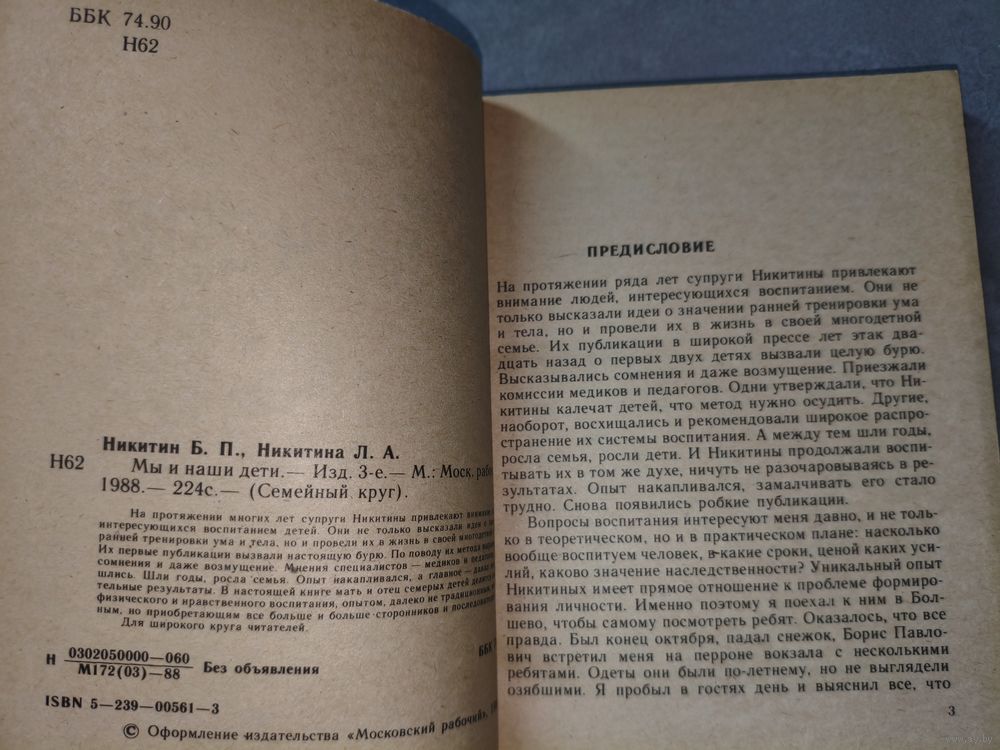 ББК 74.90
Н62
Никитин Б. П., Никитина Л. А.
Н62
Мы и наши дети.— Изд. 3-е.— М.: Моск.
1988.— 224с.— (Семейный круг).
На протяжении многих лет супруги Никитины привлекают
интересующихся воспитанием детей. Они не только высказали идеи о
ранней тренировки ума и тела, но и провели их в жизнь в своей
Их первые публикации вызвали настоящую бурю. По поводу их метода
сомнения и даже возмущение. Мнения специалистов — медиков и
шлись. Шли годы, росла семья. Опыт накапливался, а главное —
тельные результаты. В настоящей книге мать и отец семерых детей
физического и нравственного воспитания, опытом, далеко не
ным, но приобретающим все больше и больше сторонников и
Для широкого круга читателей.
Н 0302050000—060
М172(03)—88
Без объявления
ББК
ISBN 5—239—00561—3
© Оформление издательства «Московский рабочий»,
ПРЕДИСЛОВИЕ
На протяжении ряда лет супруги Никитины привлекают
внимание людей, интересующихся воспитанием. Они не
только высказали идеи о значении ранней тренировки ума
и тела, но и провели их в жизнь в своей многодетной
семье. Их публикации в широкой прессе лет этак два-
дцать назад о первых двух детях вызвали целую бурю.
Высказывались сомнения и даже возмущение. Приезжали
комиссии медиков и педагогов. Одни утверждали, что Ни-
китины калечат детей, что метод нужно осудить. Другие,
наоборот, восхищались и рекомендовали широкое распро-
странение их системы воспитания. А между тем шли годы,
росла семья, росли дети. И Никитины продолжали воспи-
тывать их в том же духе, ничуть не разочаровываясь в ре-
зультатах. Опыт накапливался, замалчивать его стало
трудно. Снова появились робкие публикации.
Вопросы воспитания интересуют меня давно, и не толь-
ко в теоретическом, но и в практическом плане: насколько
вообще воспитуем человек, в какие сроки, ценой каких уси-
лий, каково значение наследственности? Уникальный опыт
Никитиных имеет прямое отношение к проблеме формиро-
вания личности. Именно поэтому я поехал к ним в Бол-
шево, чтобы самому посмотреть ребят. Оказалось, что все
правда. Был конец октября, падал снежок, Борис Павло-
вич встретил меня на перроне вокзала с несколькими
ребятами. Одеты они были по-летнему, но не выглядели
озябшими. Я пробыл в гостях день и выяснил все, что
3
www.ay.by